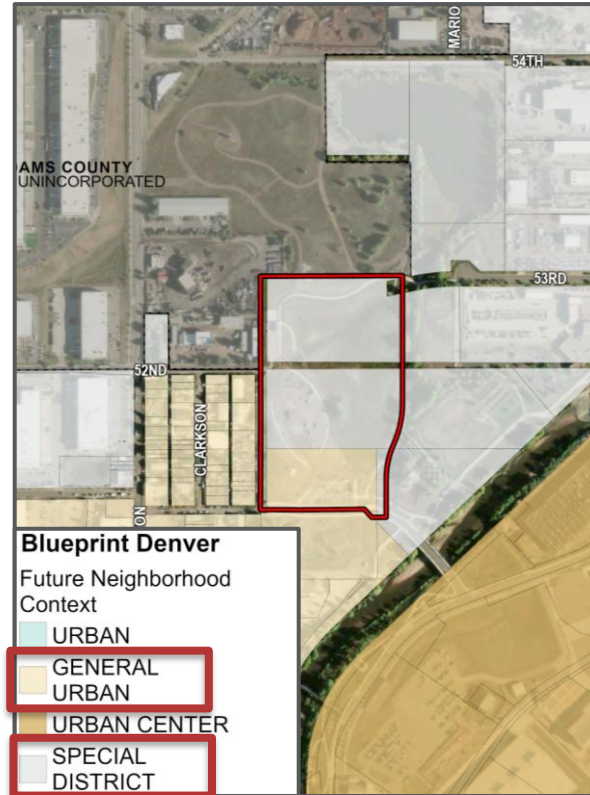 MARIO
54TH
AMS COUNTY
UNINCORPORATED
53RD
52ND
CLARKSON
ON
Blueprint Denver
Future Neighborhood
Context
URBAN
GENERAL
URBAN
URBAN CENTER
SPECIAL
DISTRICT